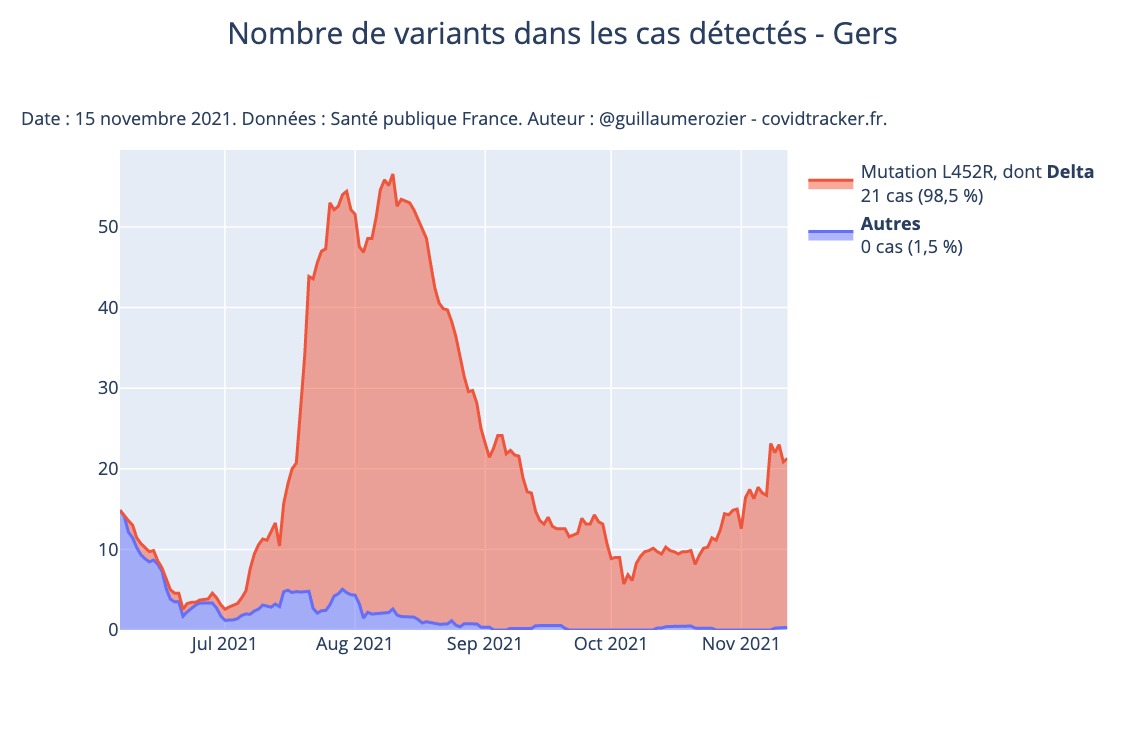 Nombre de variants dans les cas détectés - Gers
Date : 15 novembre 2021. Données : Santé publique France. Auteur : @guillaumerozier - covidtracker.fr.
Mutation L452R, dont Delta
21 cas (98,5 %)
Autres
0 cas (1,5 %)
50
40
30
20
10
0
Jul 2021
Aug 2021
Sep 2021
Oct 2021
Nov 2021